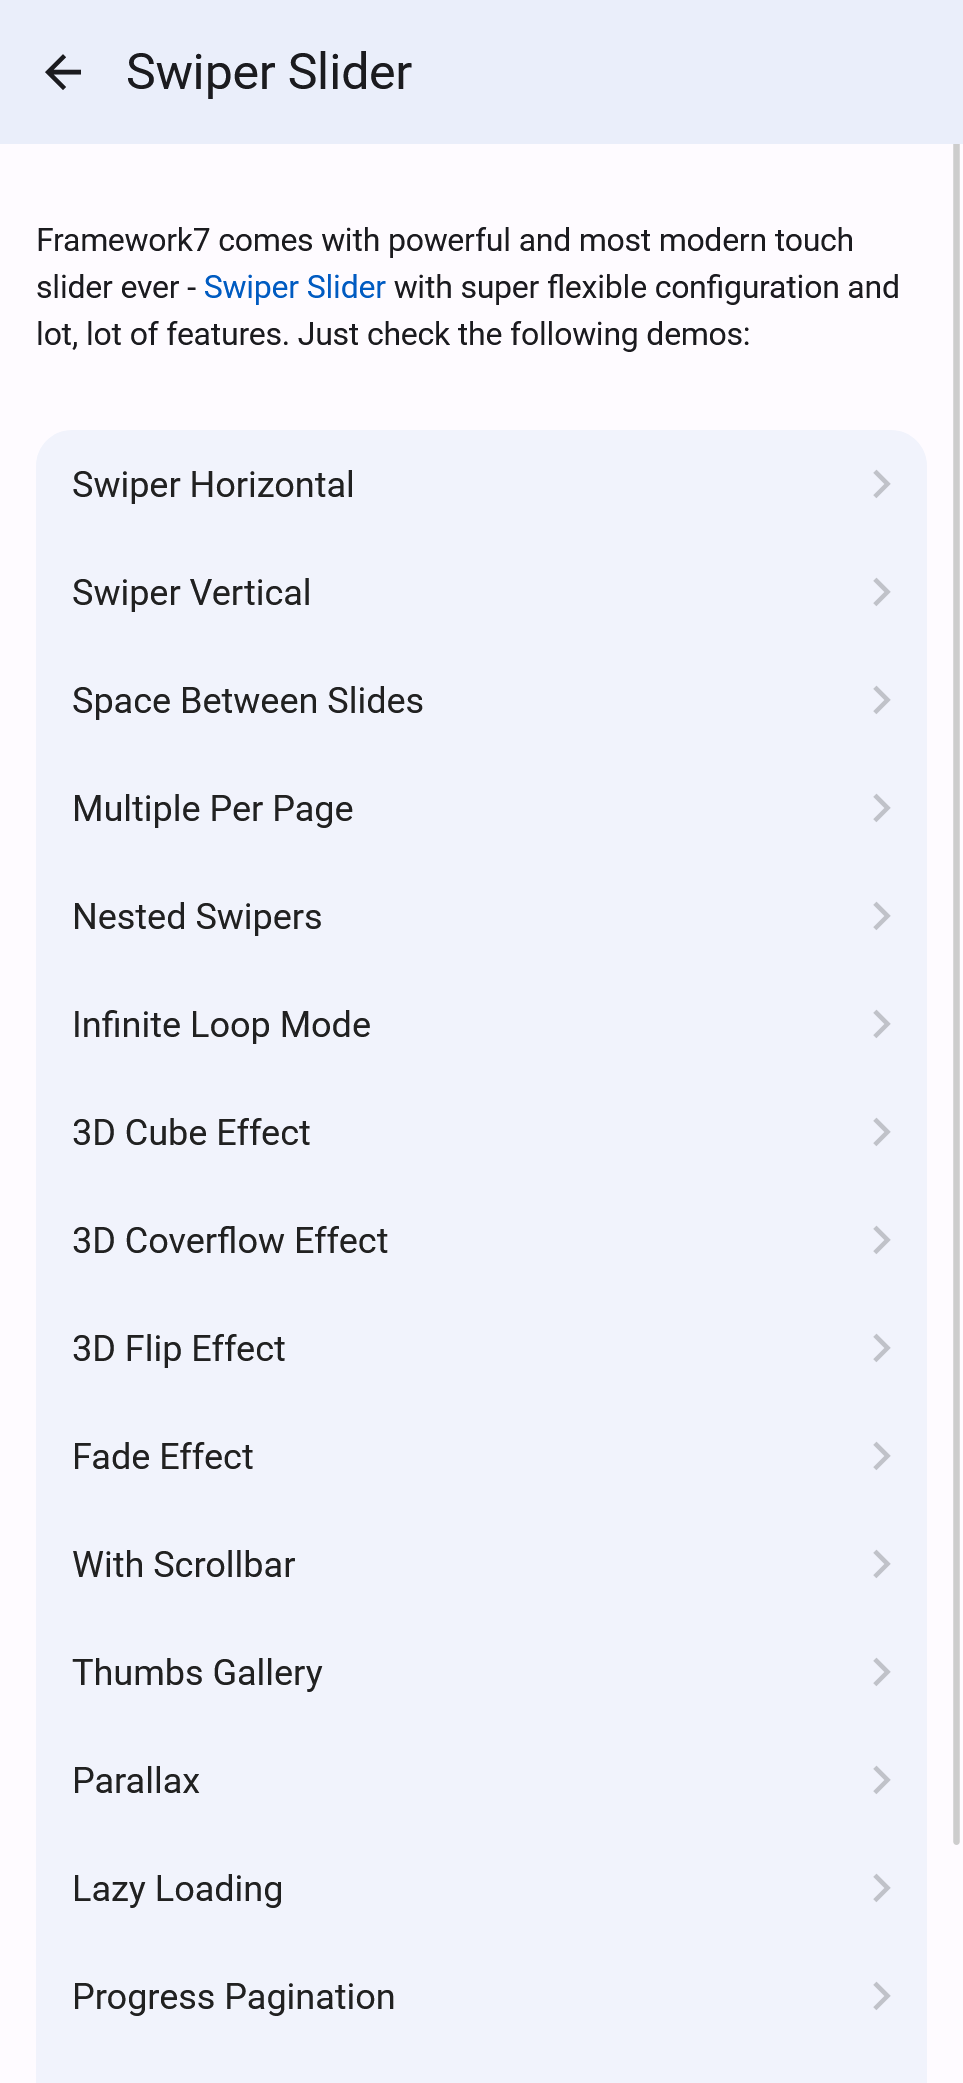 Swiper Slider
Framework7 comes with powerful and most modern touch
slider ever - Swiper Slider with super flexible configuration and
lot, lot of features. Just check the following demos:
Swiper Horizontal
Swiper Vertical
Space Between Slides
Multiple Per Page
Nested Swipers
Infinite Loop Mode
3D Cube Effect
3D Coverflow Effect
3D Flip Effect
Fade Effect
With Scrollbar
Thumbs Gallery
Parallax
Lazy Loading
Progress Pagination